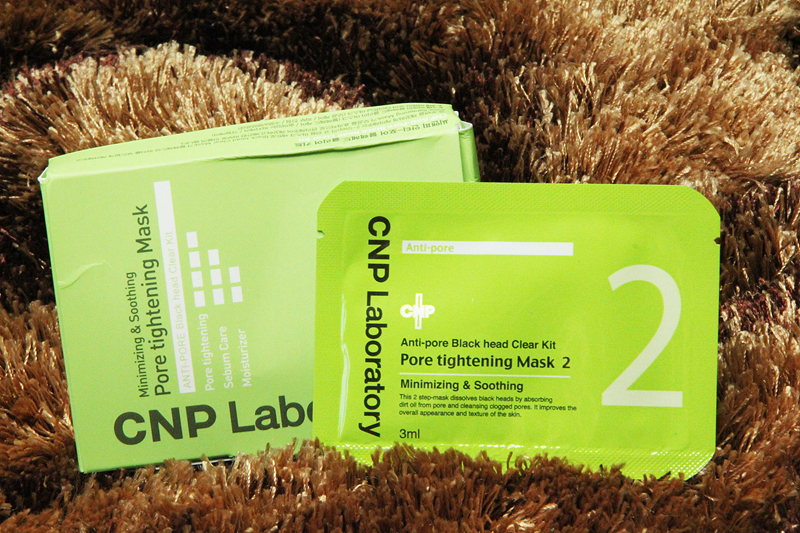 Minimizing & Soothing
Pore tightening Mask
ANTI-PORE Black head Clear Kit
Pore tightening
Sebum Care
Moisturizer
CNP Labo
CNP Laboratory
Anti-pore
CNP
Anti-pore Black head Clear Kit
Pore tightening Mask 2
Minimizing & Soothing
This 2 step-mask dissolves black heads by absorbing
dirt oil from pore and cleansing clogged pores. It improves the
overall appearance and texture of the skin.
3ml
2